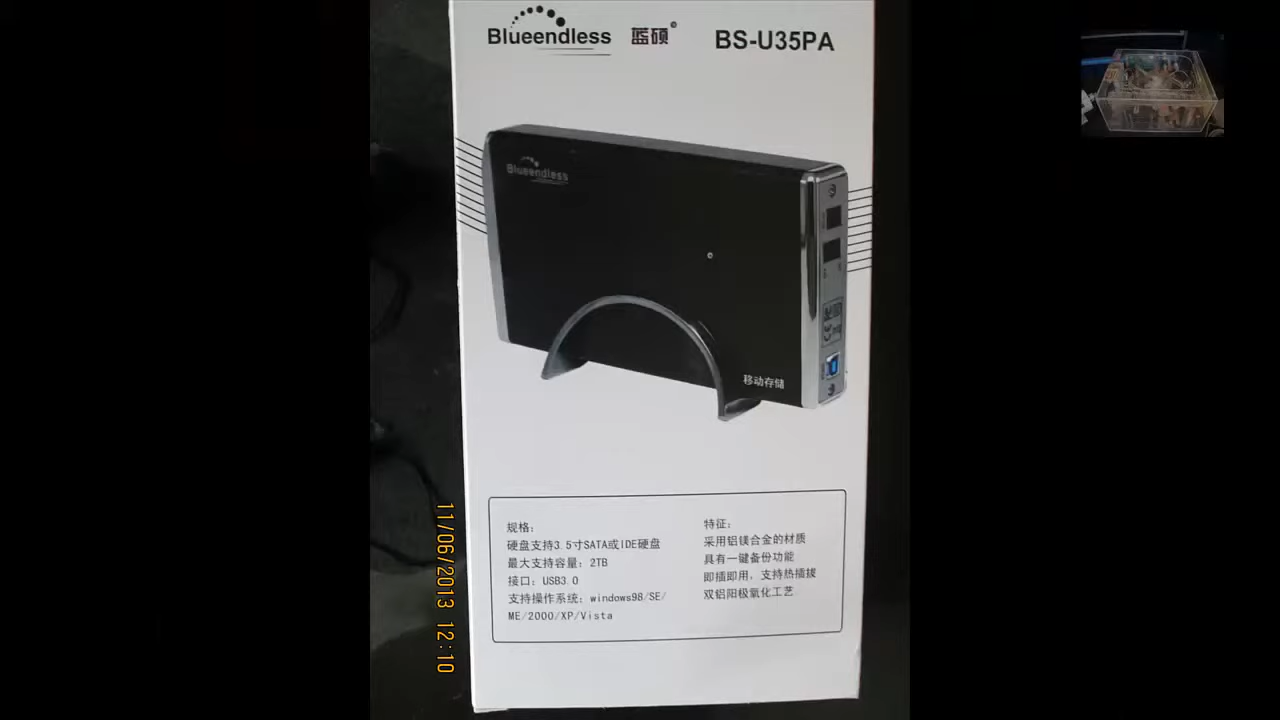 Blueendless 蓝硕 BS-U35PA
Blueendless
移动存储
规格:
硬盘支持3.5寸SATA或IDE硬盘
最大支持容量: 2TB
接口: USB3.0
支持操作系统: windows98/SE/
ME/2000/XP/Vista
特征:
采用铝镁合金的材质
具有一键备份功能
即插即用, 支持热插拔
双铝阳极氧化工艺
11/06/2013 12:10